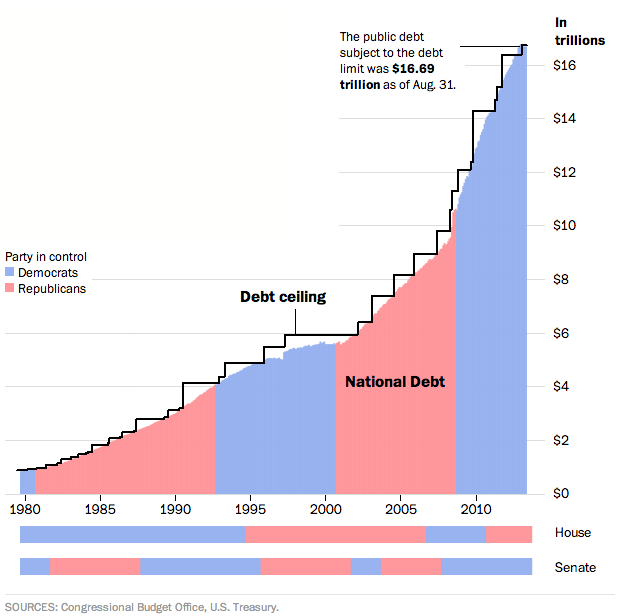 In
trillions
The public debt
subject to the debt
limit was $16.69
trillion as of Aug. 31.
$16
$14
$12
$10
Party in control
Democrats
Republicans
$8
Debt ceiling
$6
National Debt
$4
$2
$0
1980 1985 1990 1995 2000 2005 2010
House
Senate
SOURCES: Congressional Budget Office, U.S. Treasury.